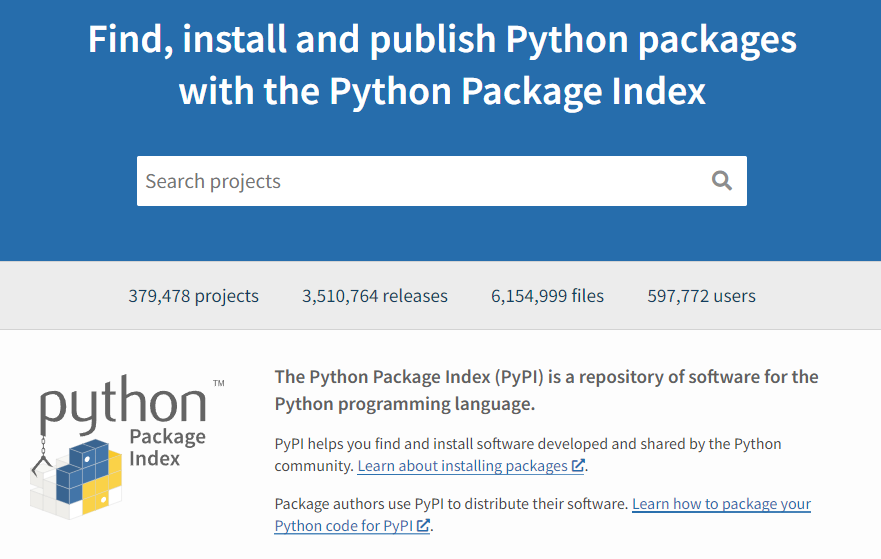 Find, install and publish Python packages
with the Python Package Index
Search projects
379,478 projects 3,510,764 releases 6,154,999 files 597,772 users
python™
Package
Index
The Python Package Index (PyPI) is a repository of software for the
Python programming language.
PyPI helps you find and install software developed and shared by the Python
community. Learn about installing packages.
Package authors use PyPI to distribute their software. Learn how to package your
Python code for PyPI.